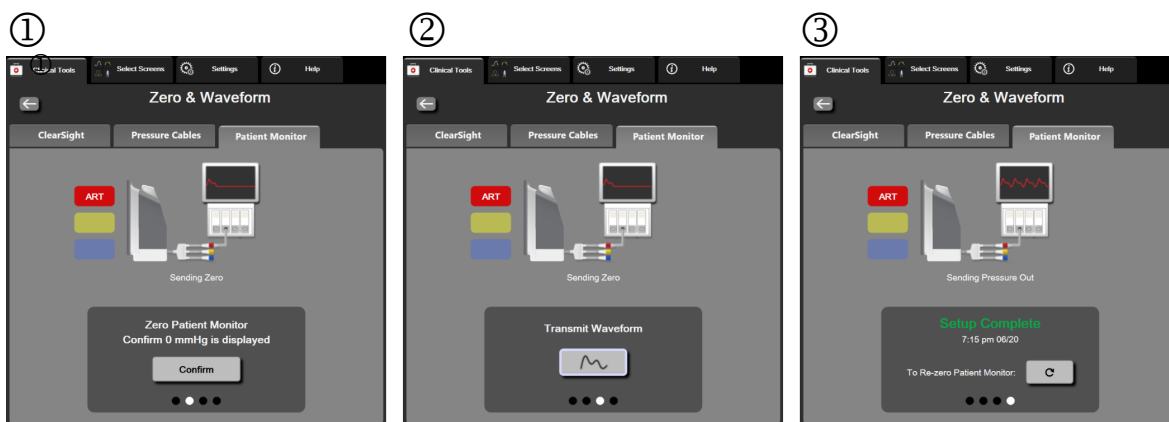 ①
Clinical Tools
①
Select Screens
Settings
Help
Zero & Waveform
ClearSight
Pressure Cables
Patient Monitor
ART
Sending Zero
Zero Patient Monitor
Confirm 0 mmHg is displayed
Confirm
②
Clinical Tools
Select Screens
Settings
Help
Zero & Waveform
ClearSight
Pressure Cables
Patient Monitor
ART
Sending Zero
Transmit Waveform
③
Clinical Tools
Select Screens
Settings
Help
Zero & Waveform
ClearSight
Pressure Cables
Patient Monitor
ART
Sending Pressure Out
Setup Complete
7:15 pm 06/20
To Re-zero Patient Monitor: